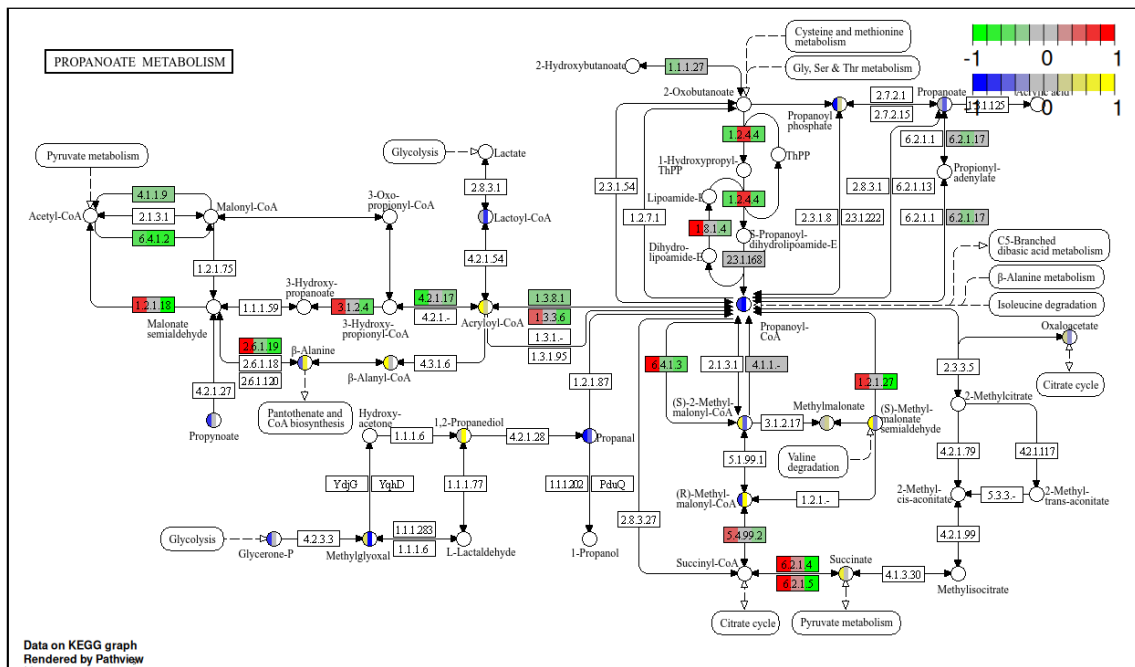 PROPANOATE METABOLISM
Cysteine and methionine
metabolism
Gly, Ser & Thr metabolism
-1 0 1
-1 0 1
2-Hydroxybutanoate
1.1.1.27
2-Oxobutanoate
Propanoyl
phosphate
2.7.2.1
2.7.2.15
Propanoate
1.3.1.125
Acrylic acid
Pyruvate metabolism
Glycolysis
Lactate
2.8.3.1
Lactoyl-CoA
4.2.1.54
4.1.1.9
Acetyl-CoA
2.1.3.1
Malonyl-CoA
6.4.1.2
3-Oxo-
propionyl-CoA
1.2.1.75
1.2.4.4
ThPP
1-Hydroxypropyl-
ThPP
Lipoamide-E
1.2.4.4
1.8.1.4
S-Propanoyl-
dihydrolipoamide-E
Dihydro-
lipoamide-E
2.3.1.168
2.3.1.54
1.2.7.1
2.3.1.8
2.3.1.222
2.8.3.1
6.2.1.13
6.2.1.1
6.2.1.17
Propionyl-
adenylate
6.2.1.1
6.2.1.17
C5-Branched
dibasic acid metabolism
β-Alanine metabolism
Isoleucine degradation
1.2.1.18
Malonate
semialdehyde
1.1.1.59
3-Hydroxy-
propanoate
3.1.2.4
3-Hydroxy-
propionyl-CoA
4.2.1.17
4.2.1.-
Acryloyl-CoA
1.3.8.1
1.3.3.6
1.3.1.-
1.3.1.95
Propanoyl-
CoA
2.6.1.19
2.6.1.18
2.6.1.120
β-Alanine
β-Alanyl-CoA
4.3.1.6
Pantothenate and
CoA biosynthesis
4.2.1.27
Propynoate
1.2.1.87
6.4.1.3
2.1.3.1
4.1.1.-
1.2.1.27
Oxaloacetate
2.3.3.5
Citrate cycle
Hydroxy-
acetone
1.1.1.6
1,2-Propanediol
4.2.1.28
Propanal
YdjG
YqhD
1.1.1.77
1.1.1.202
PduQ
1-Propanol
(S)-2-Methyl-
malonyl-CoA
3.1.2.17
Methylmalonate
(S)-Methyl-
malonate
semialdehyde
Valine
degradation
5.1.99.1
(R)-Methyl-
malonyl-CoA
1.2.1.-
2-Methylcitrate
4.2.1.79
4.2.1.117
2-Methyl-
cis-aconitate
5.3.3.-
2-Methyl-
trans-aconitate
Glycolysis
Glycerone-P
4.2.3.3
Methylglyoxal
1.1.1.283
1.1.1.6
L-Lactaldehyde
2.8.3.27
5.4.99.2
Succinyl-CoA
6.2.1.4
6.2.1.5
Succinate
4.1.3.30
4.2.1.99
Methylisocitrate
Citrate cycle
Pyruvate metabolism
Data on KEGG graph
Rendered by Pathview